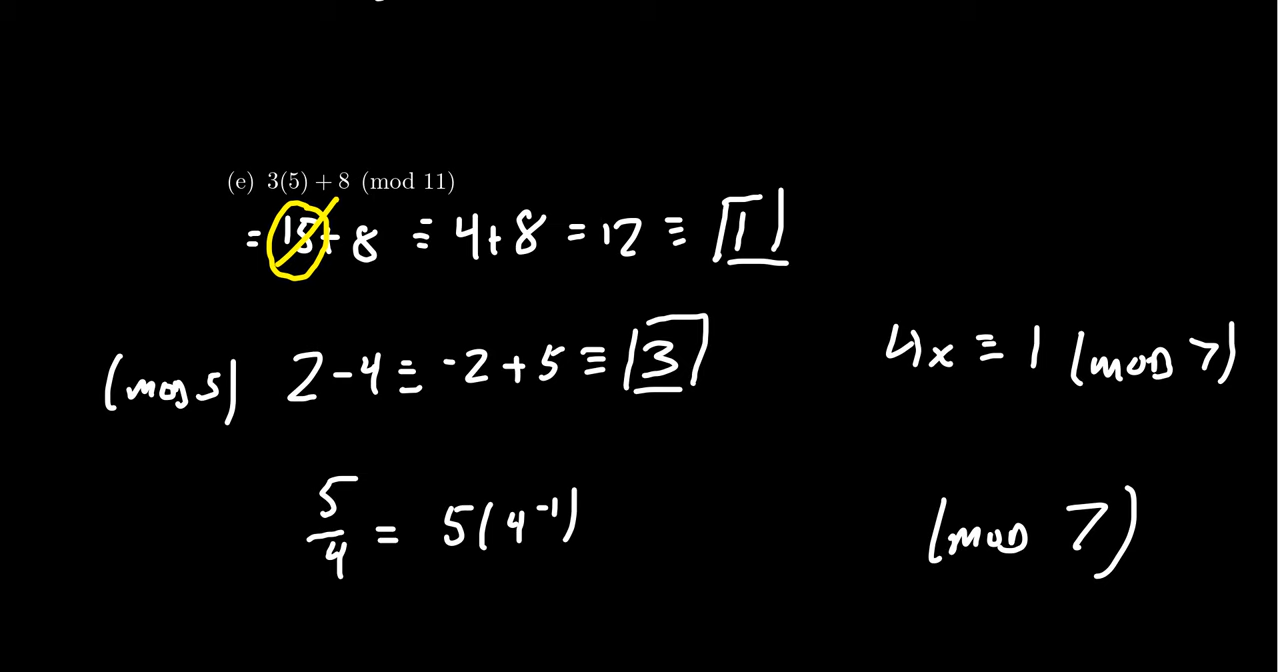 (e) 3(5) + 8 (mod 11)
= 15 + 8 ≡ 4 + 8 = 12 ≡ 1
(mod 5) 2 - 4 ≡ -2 + 5 ≡ 3
4x ≡ 1 (mod 7)
5/4 = 5(4⁻¹) (mod 7)